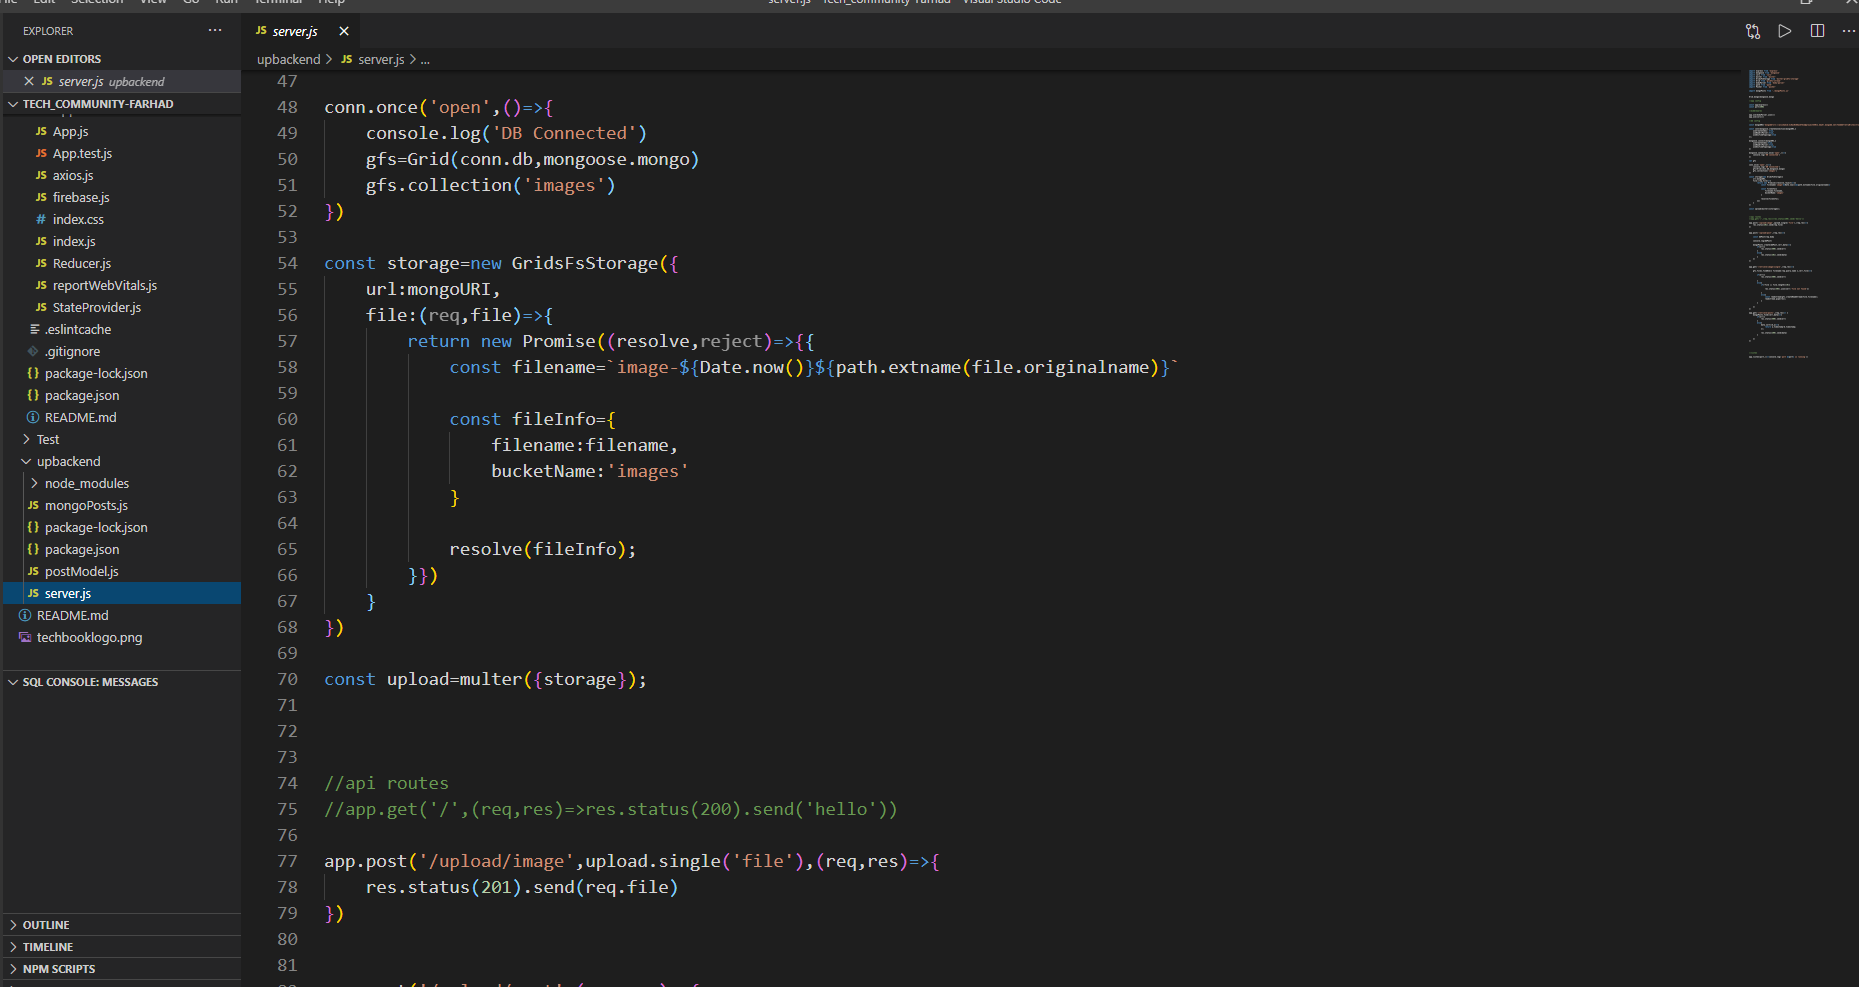 File Edit Selection View Go Run Terminal Help
server.js - Tech_community-Farhad - Visual Studio Code
EXPLORER
OPEN EDITORS
JS server.js upbackend
TECH_COMMUNITY-FARHAD
JS App.js
JS App.test.js
JS axios.js
JS firebase.js
# index.css
JS index.js
JS Reducer.js
JS reportWebVitals.js
JS StateProvider.js
.eslintcache
.gitignore
{} package-lock.json
{} package.json
README.md
Test
upbackend
node_modules
JS mongoPosts.js
{} package-lock.json
{} package.json
JS postModel.js
JS server.js
README.md
techbooklogo.png
SQL CONSOLE: MESSAGES
OUTLINE
TIMELINE
NPM SCRIPTS
JS server.js
upbackend > JS server.js > ...
47
48 conn.once('open',()=>{
49 console.log('DB Connected')
50 gfs=Grid(conn.db,mongoose.mongo)
51 gfs.collection('images')
52 })
53
54 const storage=new GridsFsStorage({
55 url:mongoURI,
56 file:(req,file)=>{
57 return new Promise((resolve,reject)=>{{
58 const filename=`image-${Date.now()}${path.extname(file.originalname)}`
59
60 const fileInfo={
61 filename:filename,
62 bucketName:'images'
63 }
64
65 resolve(fileInfo);
66 }})
67 }
68 })
69
70 const upload=multer({storage});
71
72
73
74 //api routes
75 //app.get('/',(req,res)=>res.status(200).send('hello'))
76
77 app.post('/upload/image',upload.single('file'),(req,res)=>{
78 res.status(201).send(req.file)
79 })
80
81